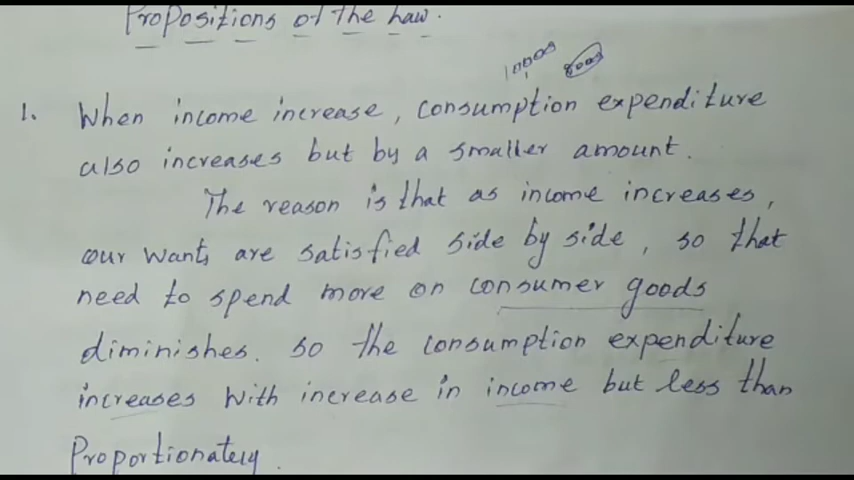 Propositions of the Law.
1. When income increase, consumption expenditure
also increases but by a smaller amount.
The reason is that as income increases,
our wants are satisfied side by side, so that
need to spend more on consumer goods
diminishes. so the consumption expenditure
increases with increase in income but less than
Proportionately.